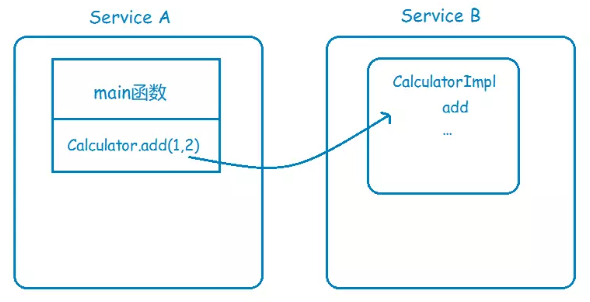 Service A
main函数
Calculator.add(1,2)
Service B
CalculatorImpl
add
...